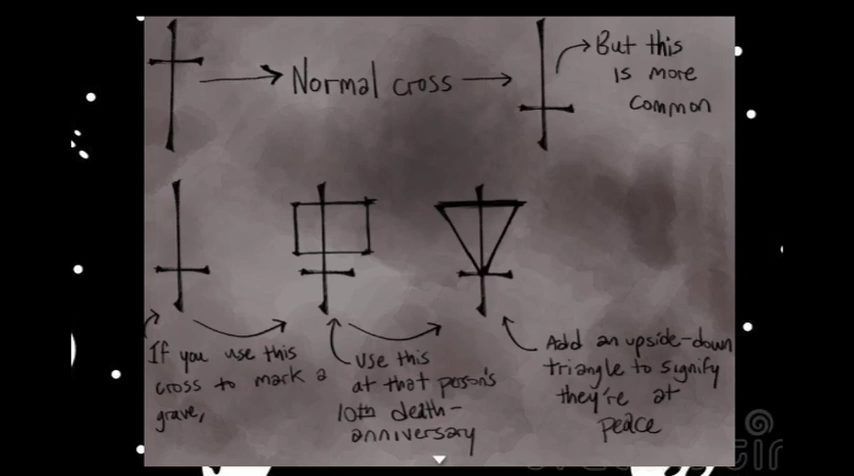 Normal cross
But this
is more
common
If you use this
cross to mark a
grave,
Use this
at that person's
10th death-
anniversary
Add an upside-down
triangle to signify
they're at
peace